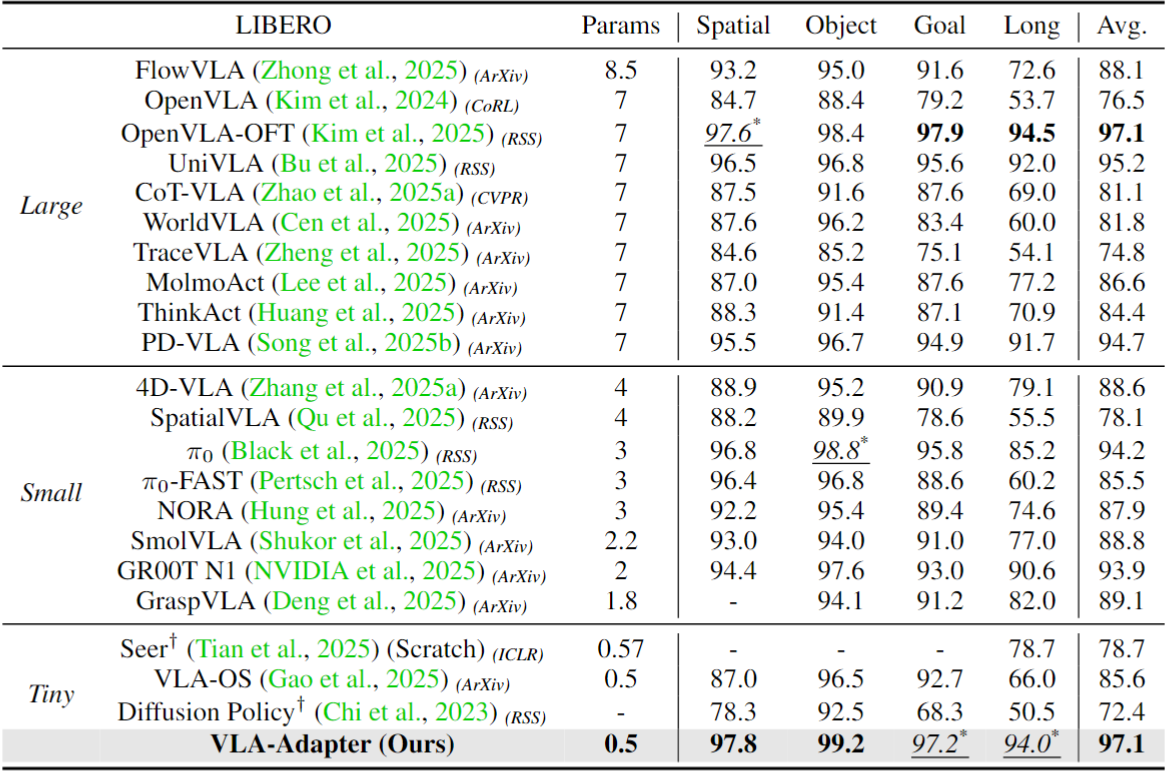 LIBERO Params Spatial Object Goal Long Avg.
Large
FlowVLA (Zhong et al., 2025) (ArXiv) 8.5 93.2 95.0 91.6 72.6 88.1
OpenVLA (Kim et al., 2024) (CoRL) 7 84.7 88.4 79.2 53.7 76.5
OpenVLA-OFT (Kim et al., 2025) (RSS) 7 97.6* 98.4 97.9 94.5 97.1
UniVLA (Bu et al., 2025) (RSS) 7 96.5 96.8 95.6 92.0 95.2
CoT-VLA (Zhao et al., 2025a) (CVPR) 7 87.5 91.6 87.6 69.0 81.1
WorldVLA (Cen et al., 2025) (ArXiv) 7 87.6 96.2 83.4 60.0 81.8
TraceVLA (Zheng et al., 2025) (ArXiv) 7 84.6 85.2 75.1 54.1 74.8
MolmoAct (Lee et al., 2025) (ArXiv) 7 87.0 95.4 87.6 77.2 86.6
ThinkAct (Huang et al., 2025) (ArXiv) 7 88.3 91.4 87.1 70.9 84.4
PD-VLA (Song et al., 2025b) (ArXiv) 7 95.5 96.7 94.9 91.7 94.7
Small
4D-VLA (Zhang et al., 2025a) (ArXiv) 4 88.9 95.2 90.9 79.1 88.6
SpatialVLA (Qu et al., 2025) (RSS) 4 88.2 89.9 78.6 55.5 78.1
π0 (Black et al., 2025) (RSS) 3 96.8 98.8* 95.8 85.2 94.2
π0-FAST (Pertsch et al., 2025) (RSS) 3 96.4 96.8 88.6 60.2 85.5
NORA (Hung et al., 2025) (ArXiv) 3 92.2 95.4 89.4 74.6 87.9
SmolVLA (Shukor et al., 2025) (ArXiv) 2.2 93.0 94.0 91.0 77.0 88.8
GR00T N1 (NVIDIA et al., 2025) (ArXiv) 2 94.4 97.6 93.0 90.6 93.9
GraspVLA (Deng et al., 2025) (ArXiv) 1.8 - 94.1 91.2 82.0 89.1
Tiny
Seer† (Tian et al., 2025) (Scratch) (ICLR) 0.57 - - - 78.7 78.7
VLA-OS (Gao et al., 2025) (ArXiv) 0.5 87.0 96.5 92.7 66.0 85.6
Diffusion Policy† (Chi et al., 2023) (RSS) - 78.3 92.5 68.3 50.5 72.4
VLA-Adapter (Ours) 0.5 97.8 99.2 97.2* 94.0* 97.1